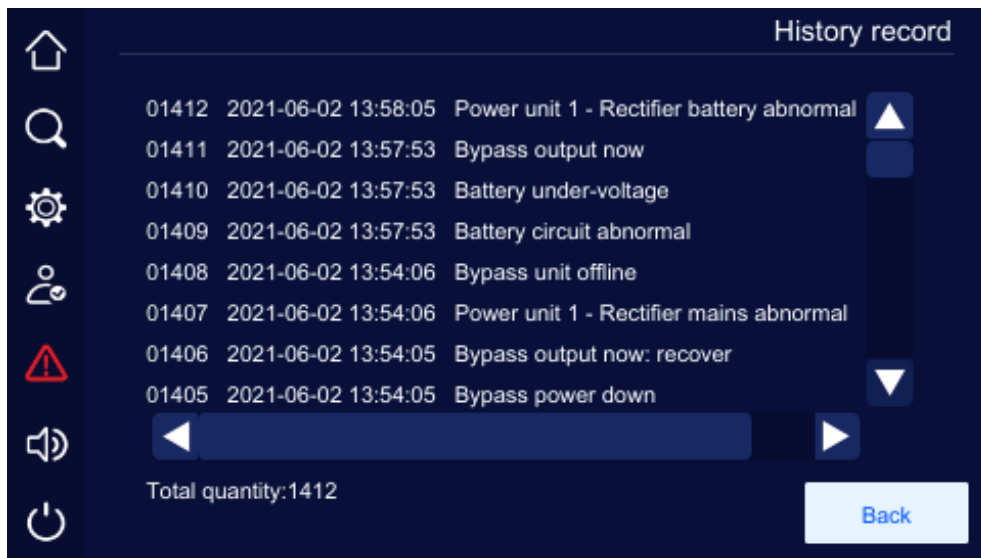 History record
01412 2021-06-02 13:58:05 Power unit 1 - Rectifier battery abnormal
01411 2021-06-02 13:57:53 Bypass output now
01410 2021-06-02 13:57:53 Battery under-voltage
01409 2021-06-02 13:57:53 Battery circuit abnormal
01408 2021-06-02 13:54:06 Bypass unit offline
01407 2021-06-02 13:54:06 Power unit 1 - Rectifier mains abnormal
01406 2021-06-02 13:54:05 Bypass output now: recover
01405 2021-06-02 13:54:05 Bypass power down
Total quantity:1412
Back